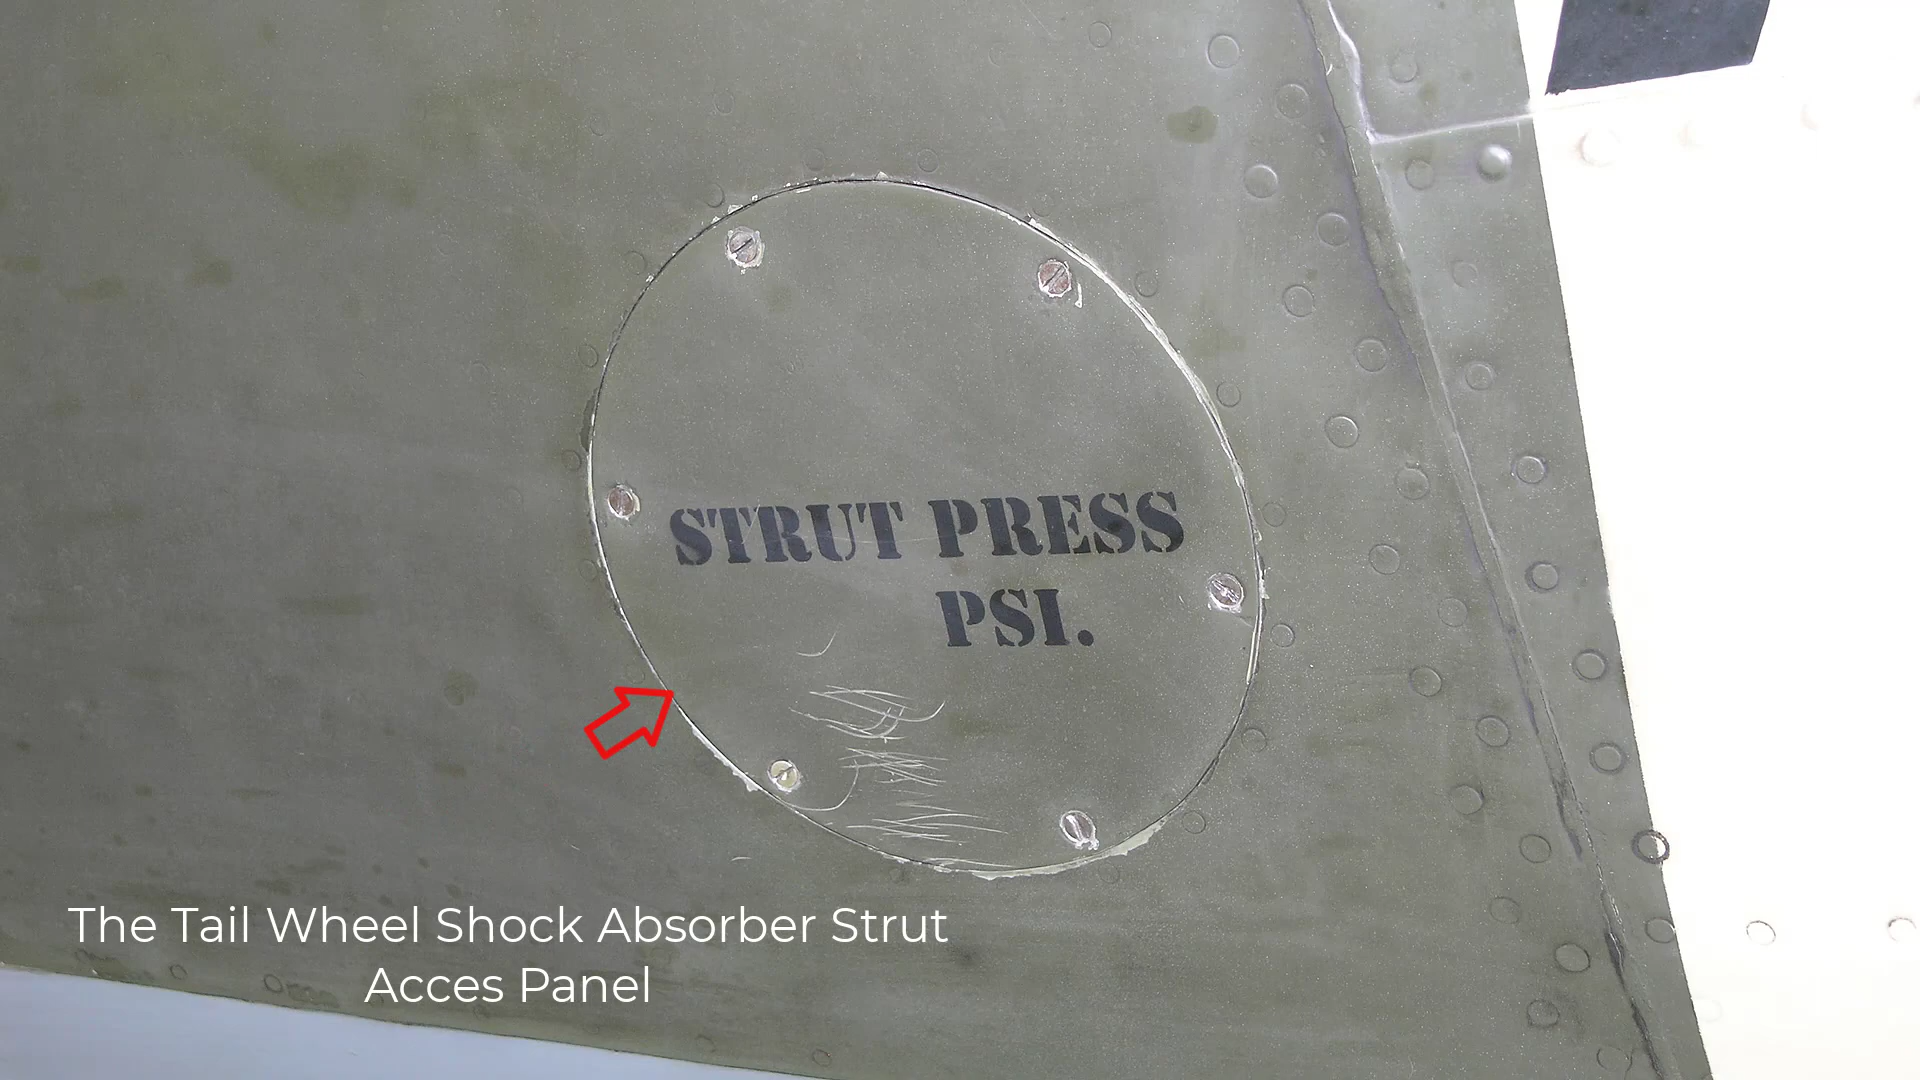 STRUT PRESS
PSI.
The Tail Wheel Shock Absorber Strut
Acces Panel